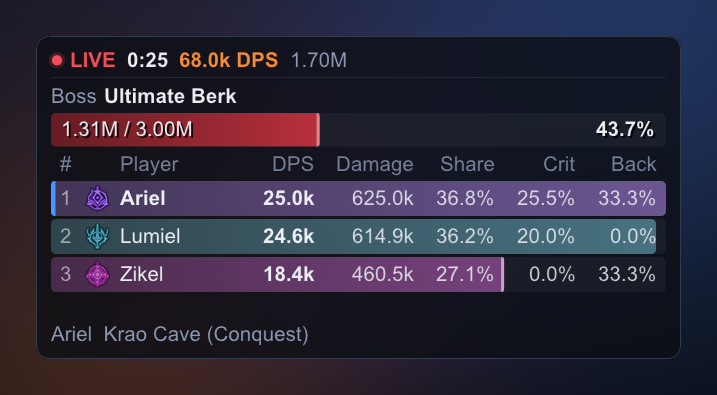 LIVE 0:25 68.0k DPS 1.70M
Boss Ultimate Berk
1.31M / 3.00M 43.7%
# Player DPS Damage Share Crit Back
1 Ariel 25.0k 625.0k 36.8% 25.5% 33.3%
2 Lumiel 24.6k 614.9k 36.2% 20.0% 0.0%
3 Zikel 18.4k 460.5k 27.1% 0.0% 33.3%
Ariel Krao Cave (Conquest)